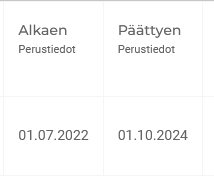 Alkaen Päättyen
Perustiedot Perustiedot
01.07.2022 01.10.2024